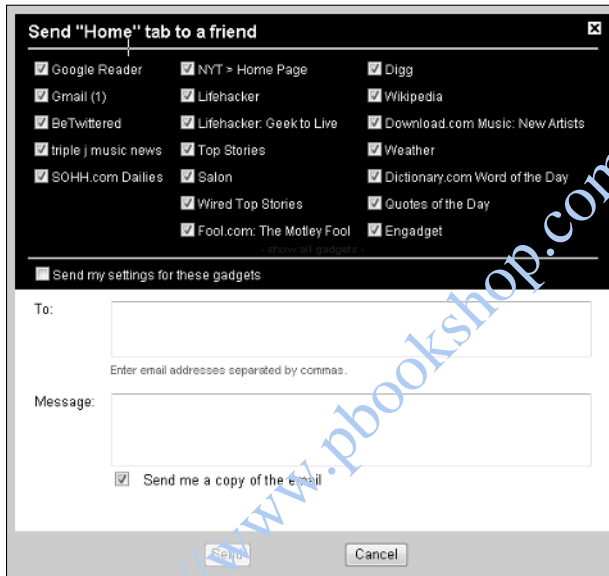 Send "Home" tab to a friend
Google Reader
Gmail (1)
BeTwittered
triple j music news
SOHH.com Dailies
NYT > Home Page
Lifehacker
Lifehacker: Geek to Live
Top Stories
Salon
Wired Top Stories
Fool.com: The Motley Fool
Digg
Wikipedia
Download.com Music: New Artists
Weather
Dictionary.com Word of the Day
Quotes of the Day
Engadget
- show all gadgets -
Send my settings for these gadgets
To:
Enter email addresses separated by commas.
Message:
Send me a copy of the email
Send
Cancel
//www.pbookshop.com